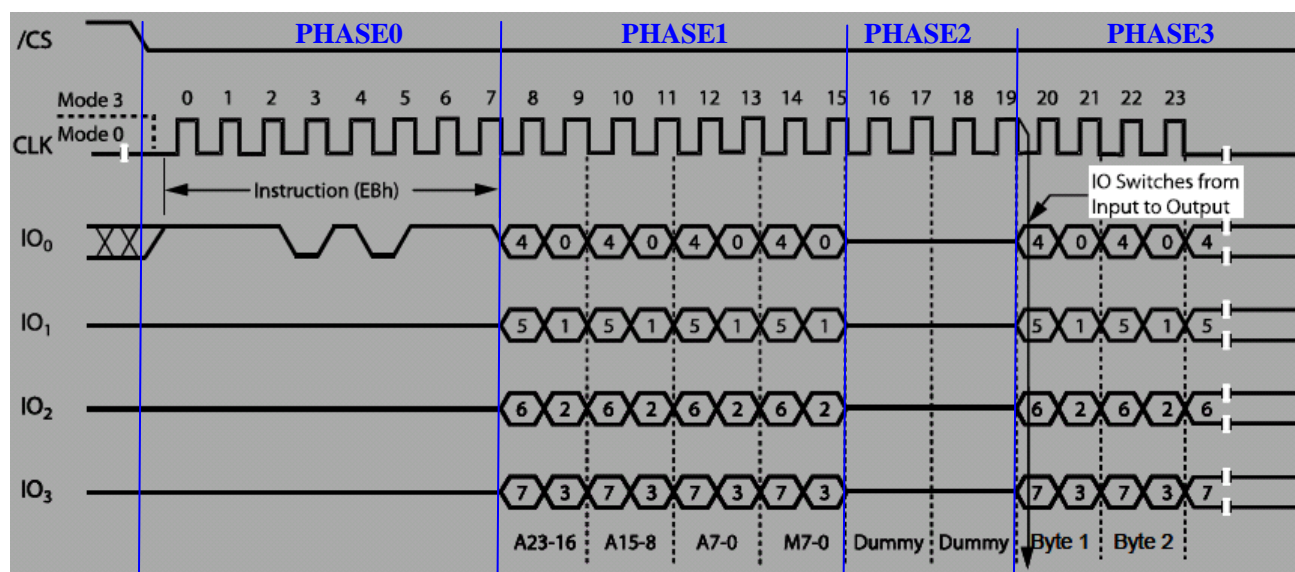 /CS PHASE0 PHASE1 PHASE2 PHASE3
Mode 3 0 1 2 3 4 5 6 7 8 9 10 11 12 13 14 15 16 17 18 19 20 21 22 23
CLK Mode 0
Instruction (EBh)
IO Switches from
Input to Output
IO0 4 0 4 0 4 0 4 0 4 0 4 0 4
IO1 5 1 5 1 5 1 5 1 5 1 5 1 5
IO2 6 2 6 2 6 2 6 2 6 2 6 2 6
IO3 7 3 7 3 7 3 7 3 7 3 7 3 7
A23-16 A15-8 A7-0 M7-0 Dummy Dummy Byte 1 Byte 2